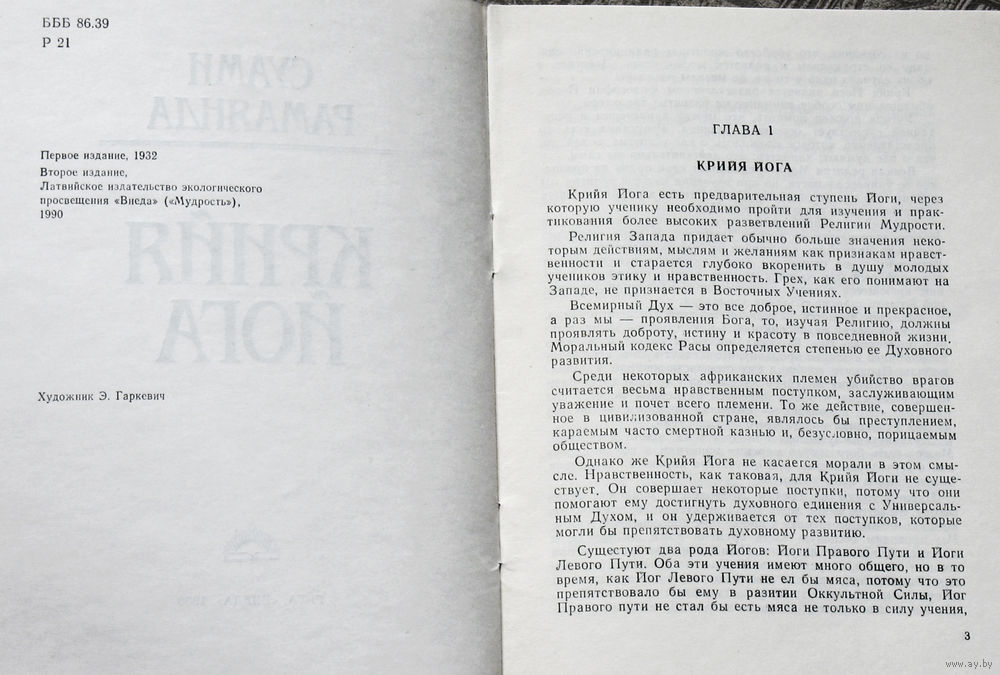 БББ 86.39
Р 21
СУАМИ
РАМАЯНДА
Первое издание, 1932
Второе издание,
Латвийское издательство экологического
просвещения «Виеда» («Мудрость»),
1990
КРИЙЯ
ЙОГА
Художник Э. Гаркевич
ГЛАВА 1
КРИЙЯ ЙОГА
Крийя Йога есть предварительная ступень Йоги, через
которую ученику необходимо пройти для изучения и прак-
тикования более высоких разветвлений Религии Мудрости.
Религия Запада придает обычно больше значения неко-
торым действиям, мыслям и желаниям как признакам нравст-
венности и старается глубоко вкоренить в душу молодых
учеников этику и нравственность. Грех, как его понимают на
Западе, не признается в Восточных Учениях.
Всемирный Дух — это все доброе, истинное и прекрасное,
а раз мы — проявления Бога, то, изучая Религию, должны
проявлять доброту, истину и красоту в повседневной жизни.
Моральный кодекс Расы определяется степенью ее Духовного
развития.
Среди некоторых африканских племен убийство врагов
считается весьма нравственным поступком, заслуживающим
уважение и почет всего племени. То же действие, совершен-
ное в цивилизованной стране, являлось бы преступлением,
караемым часто смертной казнью и, безусловно, порицаемым
обществом.
Однако же Крийя Йога не касается морали в этом смы-
сле. Нравственность, как таковая, для Крийя Йоги не суще-
ствует. Он совершает некоторые поступки, потому что они
помогают ему достигнуть духовного единения с Универсаль-
ным Духом, и он удерживается от тех поступков, которые
могли бы препятствовать духовному развитию.
Сущестуют два рода Йогов: Йоги Правого Пути и Йоги
Левого Пути. Оба эти учения имеют много общего, но в то
время, как Йог Левого Пути не ел бы мяса, потому что это
препятствовало бы ему в разитии Оккультной Силы, Йог
Правого пути не стал бы есть мяса не только в силу учения,
3
www.ay.by